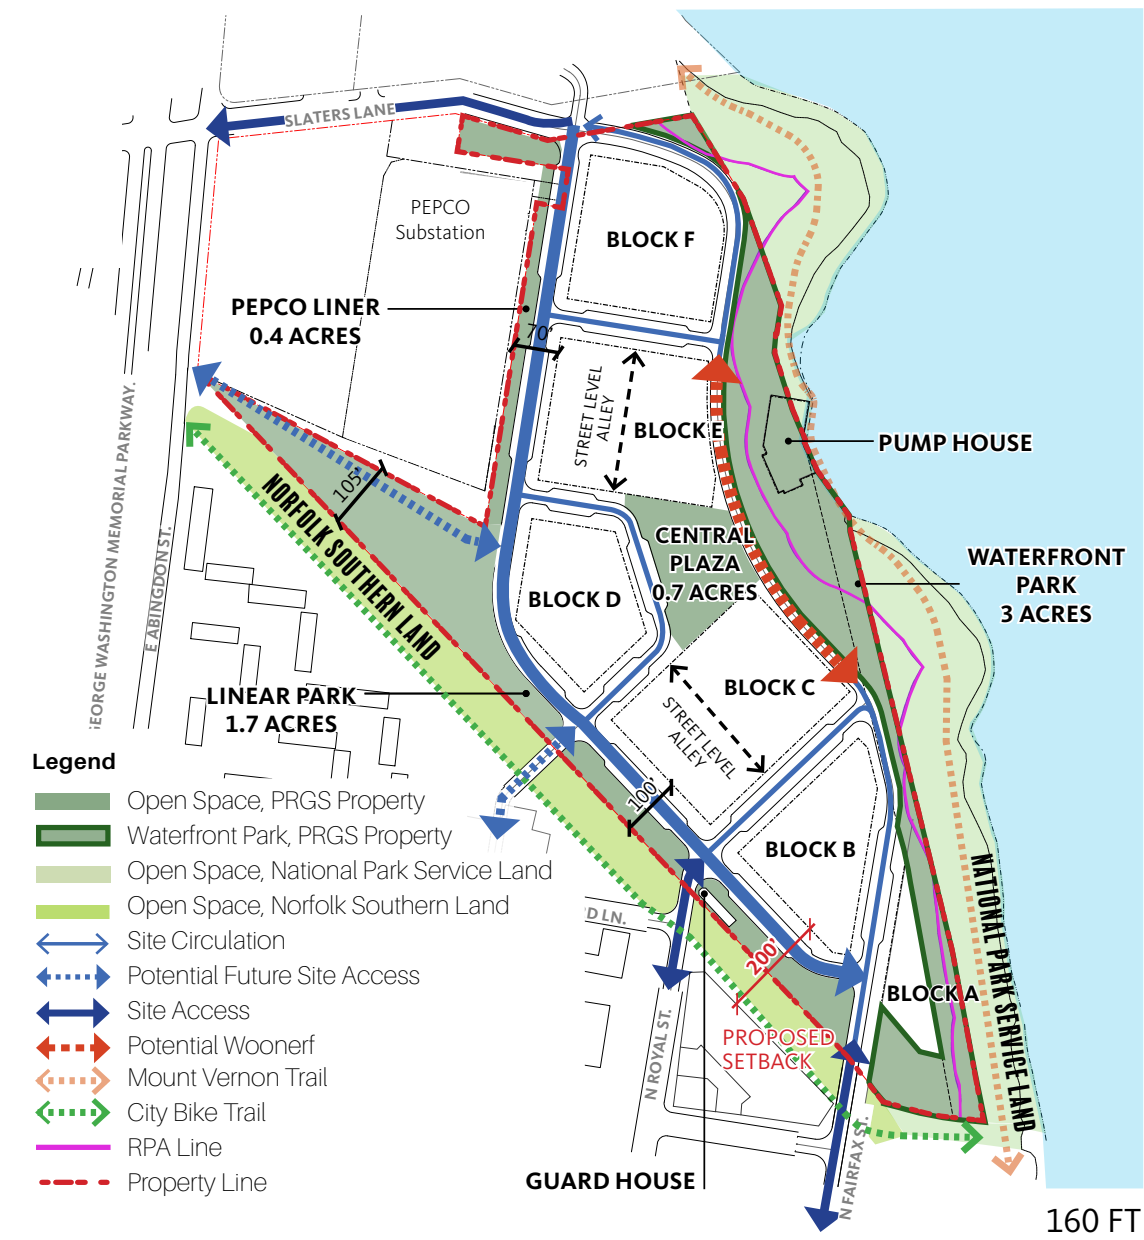 SLATERS LANE
PEPCO
Substation
BLOCK F
PEPCO LINER
0.4 ACRES
70'
STREET LEVEL
ALLEY
BLOCK E
PUMP HOUSE
105'
NORFOLK SOUTHERN LAND
CENTRAL
PLAZA
0.7 ACRES
WATERFRONT
PARK
3 ACRES
BLOCK D
GEORGE WASHINGTON MEMORIAL PARKWAY.
E ABINGDON ST.
LINEAR PARK
1.7 ACRES
BLOCK C
STREET LEVEL
ALLEY
100'
BLOCK B
D LN.
200'
PROPOSED
SETBACK
BLOCK A
NATIONAL PARK SERVICE LAND
N ROYAL ST.
N FAIRFAX ST.
GUARD HOUSE
Legend
Open Space, PRGS Property
Waterfront Park, PRGS Property
Open Space, National Park Service Land
Open Space, Norfolk Southern Land
Site Circulation
Potential Future Site Access
Site Access
Potential Woonerf
Mount Vernon Trail
City Bike Trail
RPA Line
Property Line
160 FT